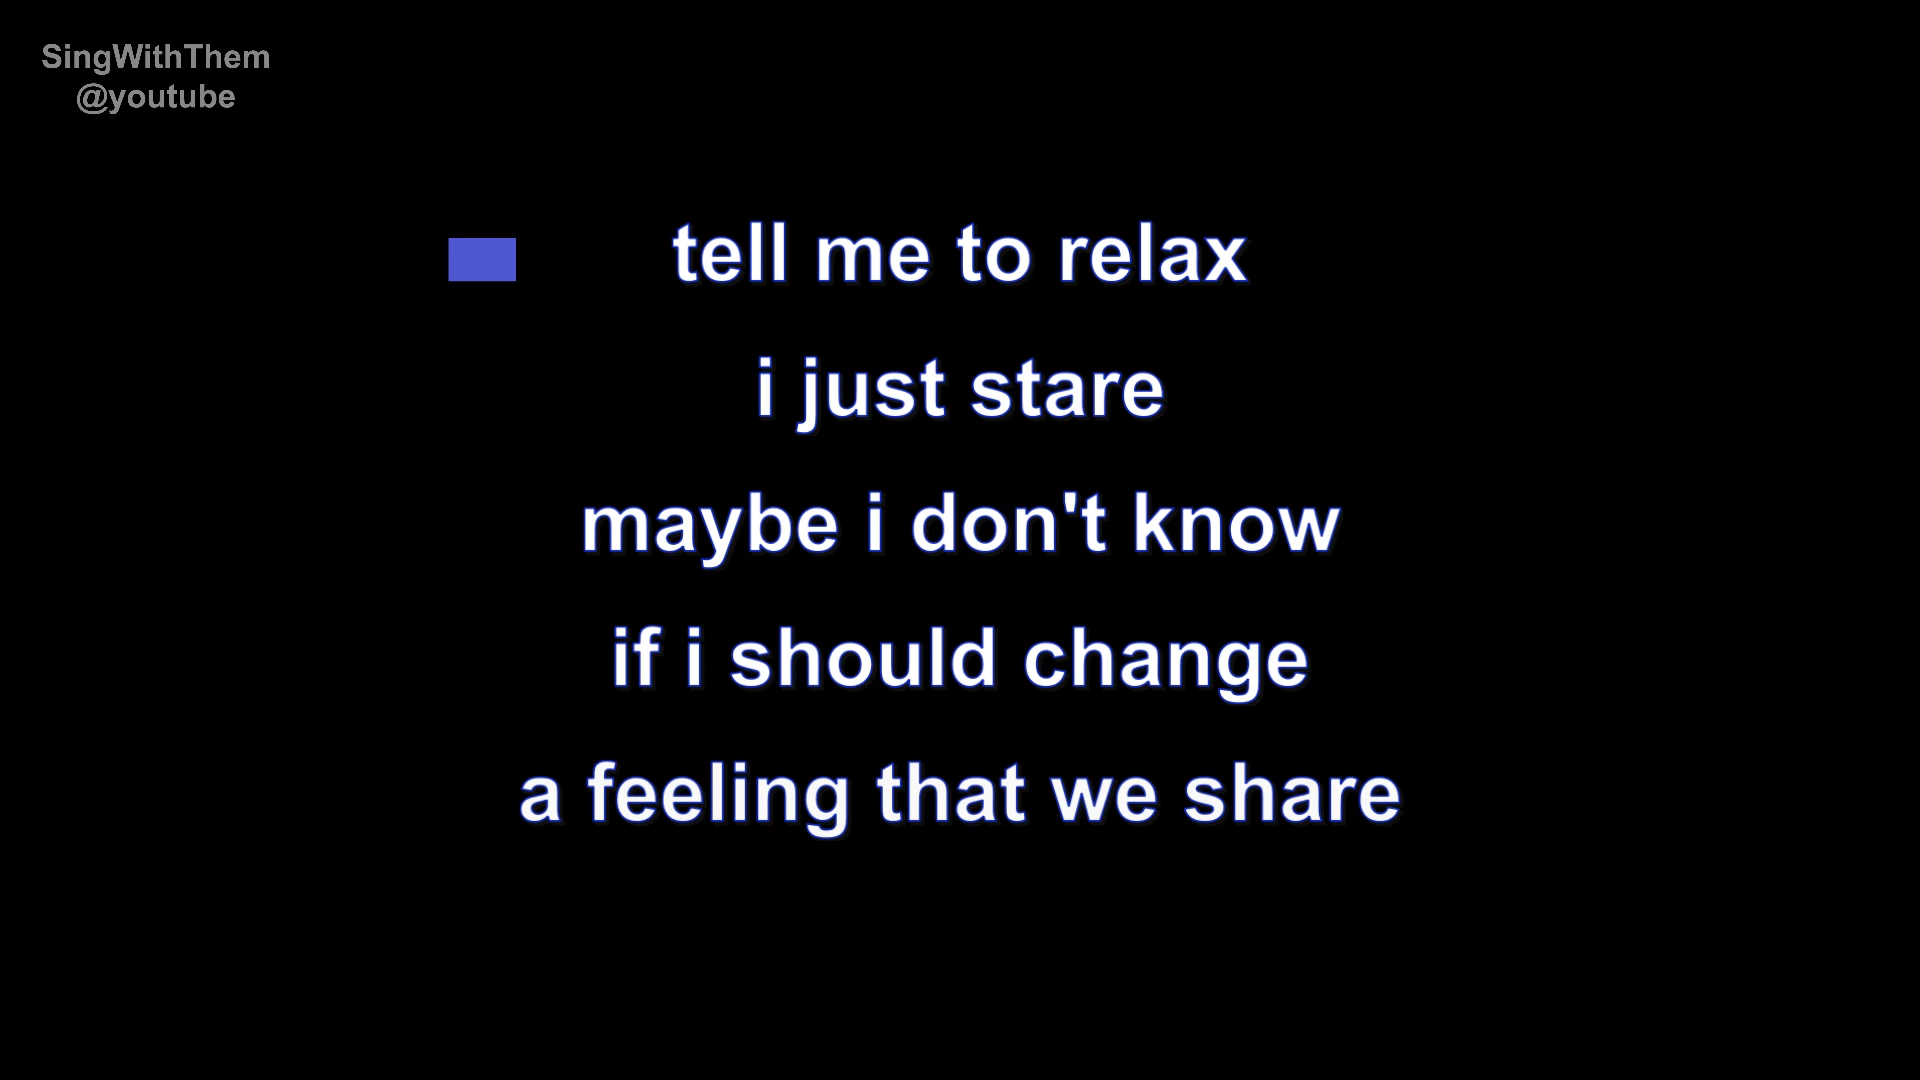 SingWithThem
@youtube
tell me to relax
i just stare
maybe i don't know
if i should change
a feeling that we share